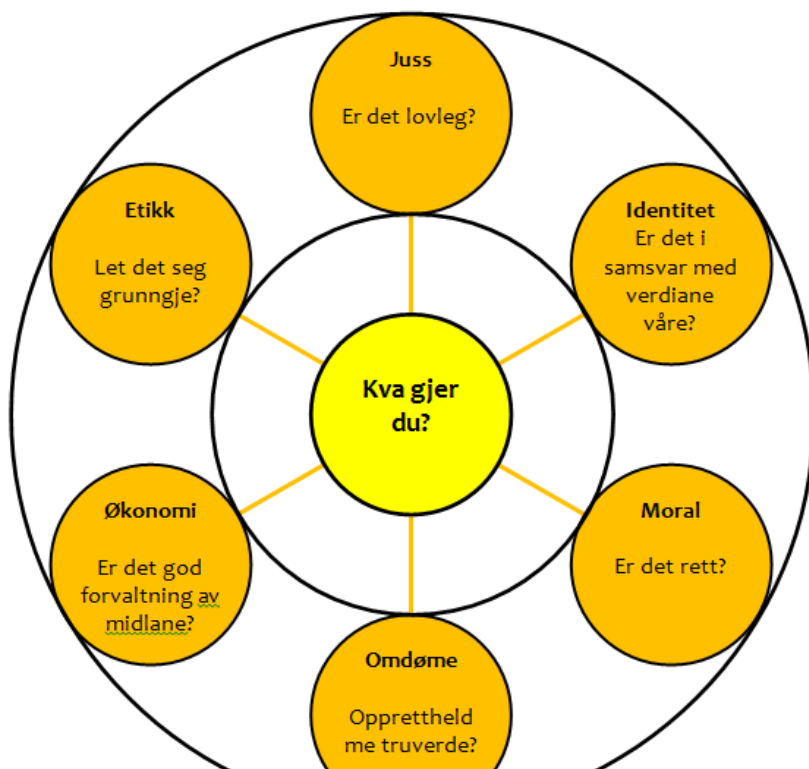 Juss
Er det lovleg?
Identitet
Er det i
samsvar med
verdiane
våre?
Moral
Er det rett?
Omdøme
Opprettheld
me truverde?
Økonomi
Er det god
forvaltning av
midlane?
Etikk
Let det seg
grunngje?
Kva gjer
du?